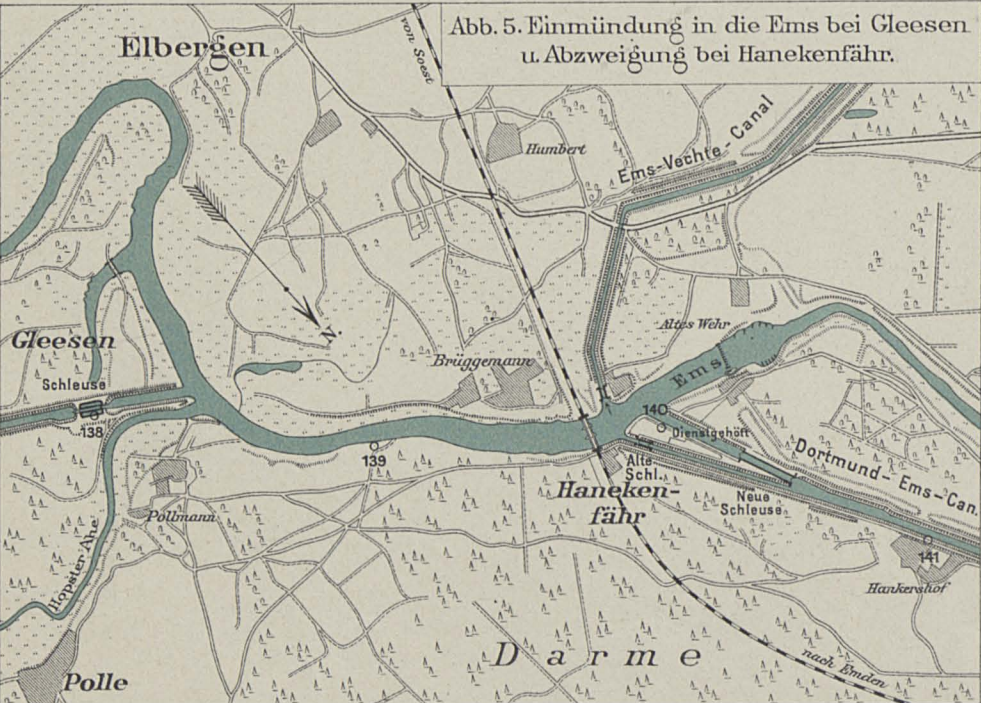 Abb. 5. Einmündung in die Ems bei Gleesen
u. Abzweigung bei Hanekenfähr.
Elbergen
von Soest
Humbert
Ems-Vechte-Canal
N.
Gleesen
Schleuse
138
Brüggemann
Altes Wehr
Ems
140
Dienstgehöft
139
Alte
Schl.
Haneken-
fähr
Neue
Schleuse
Dortmund-Ems-Can.
141
Hankershof
Pollmann
Hopster Ahe
Polle
Darme
nach Emden